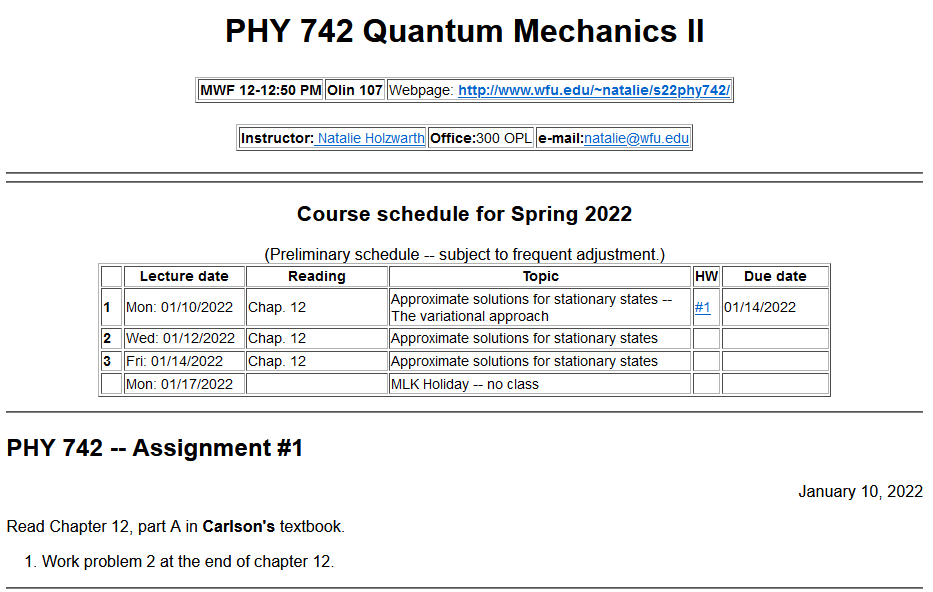 PHY 742 Quantum Mechanics II
MWF 12-12:50 PM Olin 107 Webpage: http://www.wfu.edu/~natalie/s22phy742/
Instructor: Natalie Holzwarth Office:300 OPL e-mail:natalie@wfu.edu
Course schedule for Spring 2022
(Preliminary schedule -- subject to frequent adjustment.)
Lecture date Reading Topic HW Due date
1 Mon: 01/10/2022 Chap. 12 Approximate solutions for stationary states --
The variational approach #1 01/14/2022
2 Wed: 01/12/2022 Chap. 12 Approximate solutions for stationary states
3 Fri: 01/14/2022 Chap. 12 Approximate solutions for stationary states
Mon: 01/17/2022 MLK Holiday -- no class
PHY 742 -- Assignment #1
January 10, 2022
Read Chapter 12, part A in Carlson's textbook.
1. Work problem 2 at the end of chapter 12.